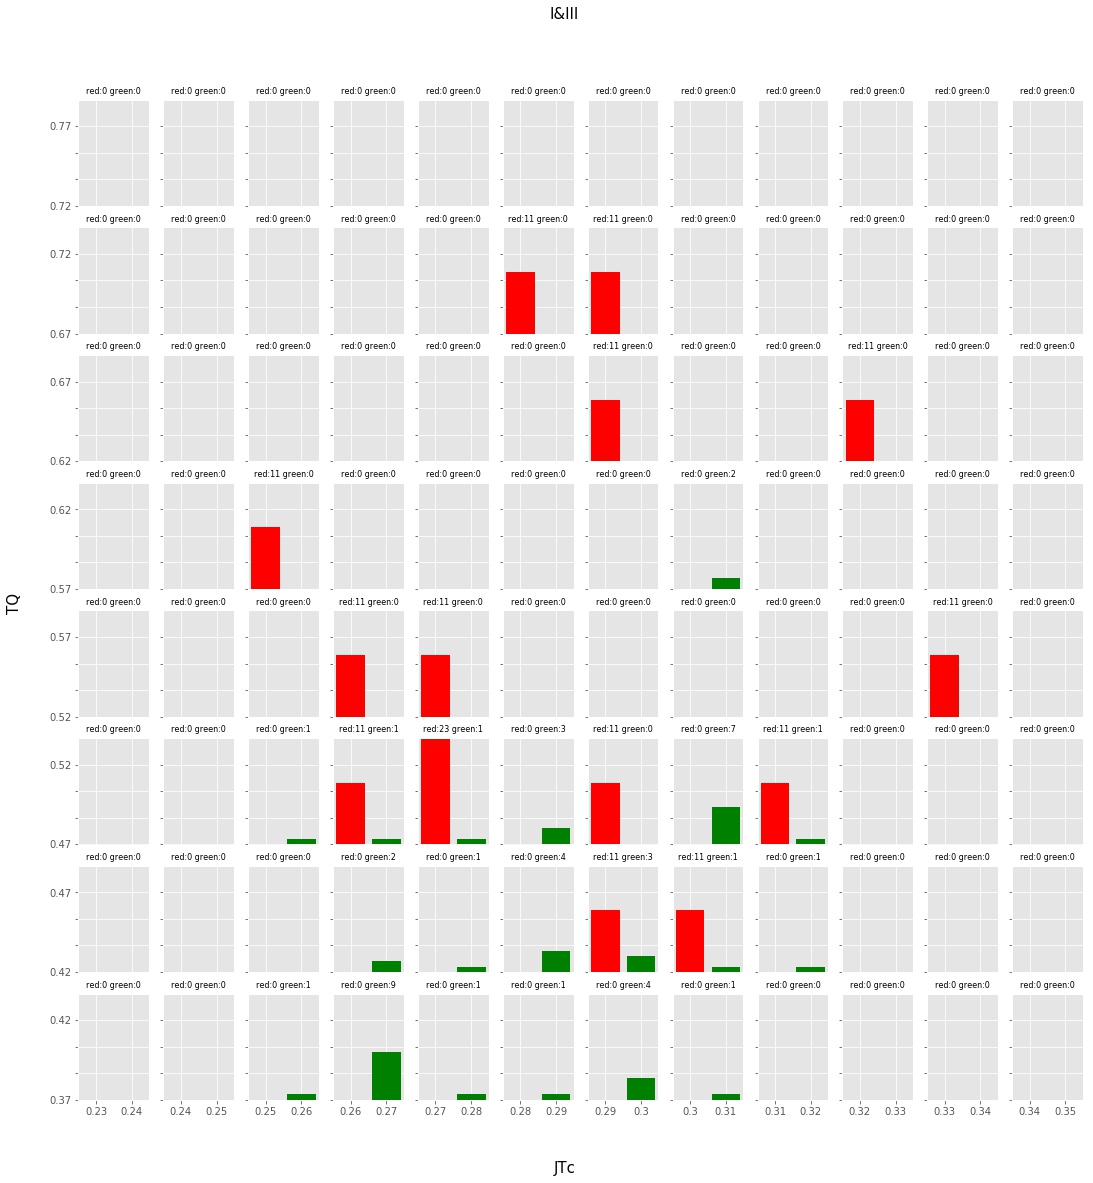 I&III
red:0 green:0 red:0 green:0 red:0 green:0 red:0 green:0 red:0 green:0 red:0 green:0 red:0 green:0 red:0 green:0 red:0 green:0 red:0 green:0 red:0 green:0 red:0 green:0
0.77
0.72
red:0 green:0 red:0 green:0 red:0 green:0 red:0 green:0 red:0 green:0 red:11 green:0 red:11 green:0 red:0 green:0 red:0 green:0 red:0 green:0 red:0 green:0 red:0 green:0
0.72
0.67
red:0 green:0 red:0 green:0 red:0 green:0 red:0 green:0 red:0 green:0 red:0 green:0 red:11 green:0 red:0 green:0 red:0 green:0 red:11 green:0 red:0 green:0 red:0 green:0
0.67
0.62
red:0 green:0 red:0 green:0 red:11 green:0 red:0 green:0 red:0 green:0 red:0 green:0 red:0 green:0 red:0 green:2 red:0 green:0 red:0 green:0 red:0 green:0 red:0 green:0
0.62
0.57
TQ
red:0 green:0 red:0 green:0 red:0 green:0 red:11 green:0 red:11 green:0 red:0 green:0 red:0 green:0 red:0 green:0 red:0 green:0 red:0 green:0 red:11 green:0 red:0 green:0
0.57
0.52
red:0 green:0 red:0 green:0 red:0 green:1 red:11 green:1 red:23 green:1 red:0 green:3 red:11 green:0 red:0 green:7 red:11 green:1 red:0 green:0 red:0 green:0 red:0 green:0
0.52
0.47
red:0 green:0 red:0 green:0 red:0 green:0 red:0 green:2 red:0 green:1 red:0 green:4 red:11 green:3 red:11 green:1 red:0 green:1 red:0 green:0 red:0 green:0 red:0 green:0
0.47
0.42
red:0 green:0 red:0 green:0 red:0 green:1 red:0 green:9 red:0 green:1 red:0 green:1 red:0 green:4 red:0 green:1 red:0 green:0 red:0 green:0 red:0 green:0 red:0 green:0
0.42
0.37
0.23 0.24 0.24 0.25 0.25 0.26 0.26 0.27 0.27 0.28 0.28 0.29 0.29 0.3 0.3 0.31 0.31 0.32 0.32 0.33 0.33 0.34 0.34 0.35
JTc